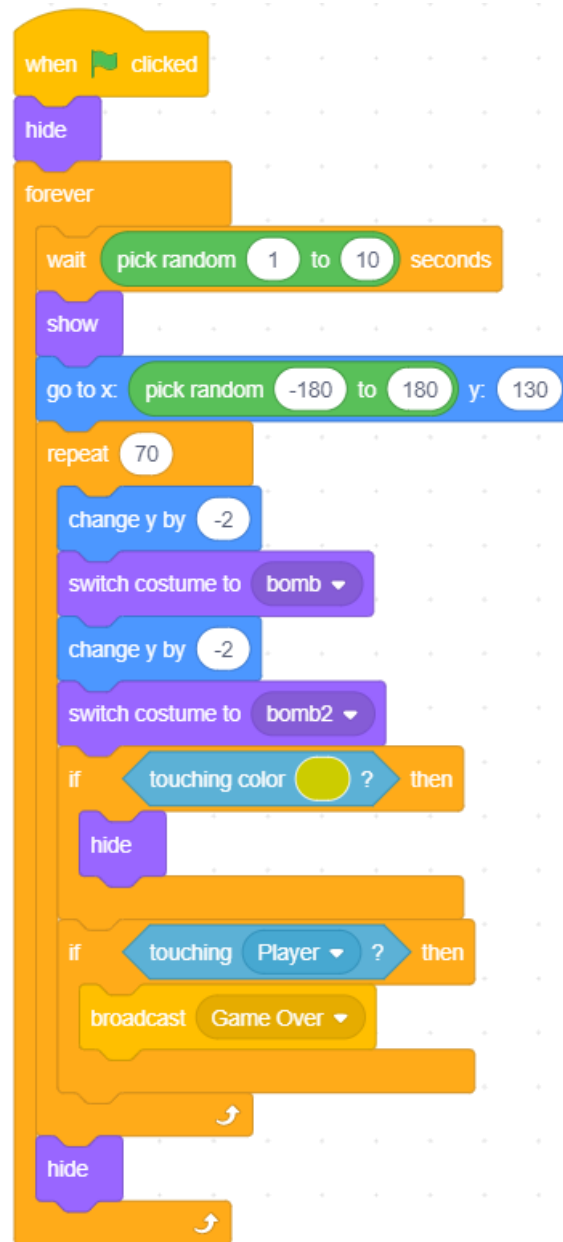 when clicked
hide
forever
wait pick random 1 to 10 seconds
show
go to x: pick random -180 to 180 y: 130
repeat 70
change y by -2
switch costume to bomb
change y by -2
switch costume to bomb2
if touching color ? then
hide
if touching Player ? then
broadcast Game Over
hide